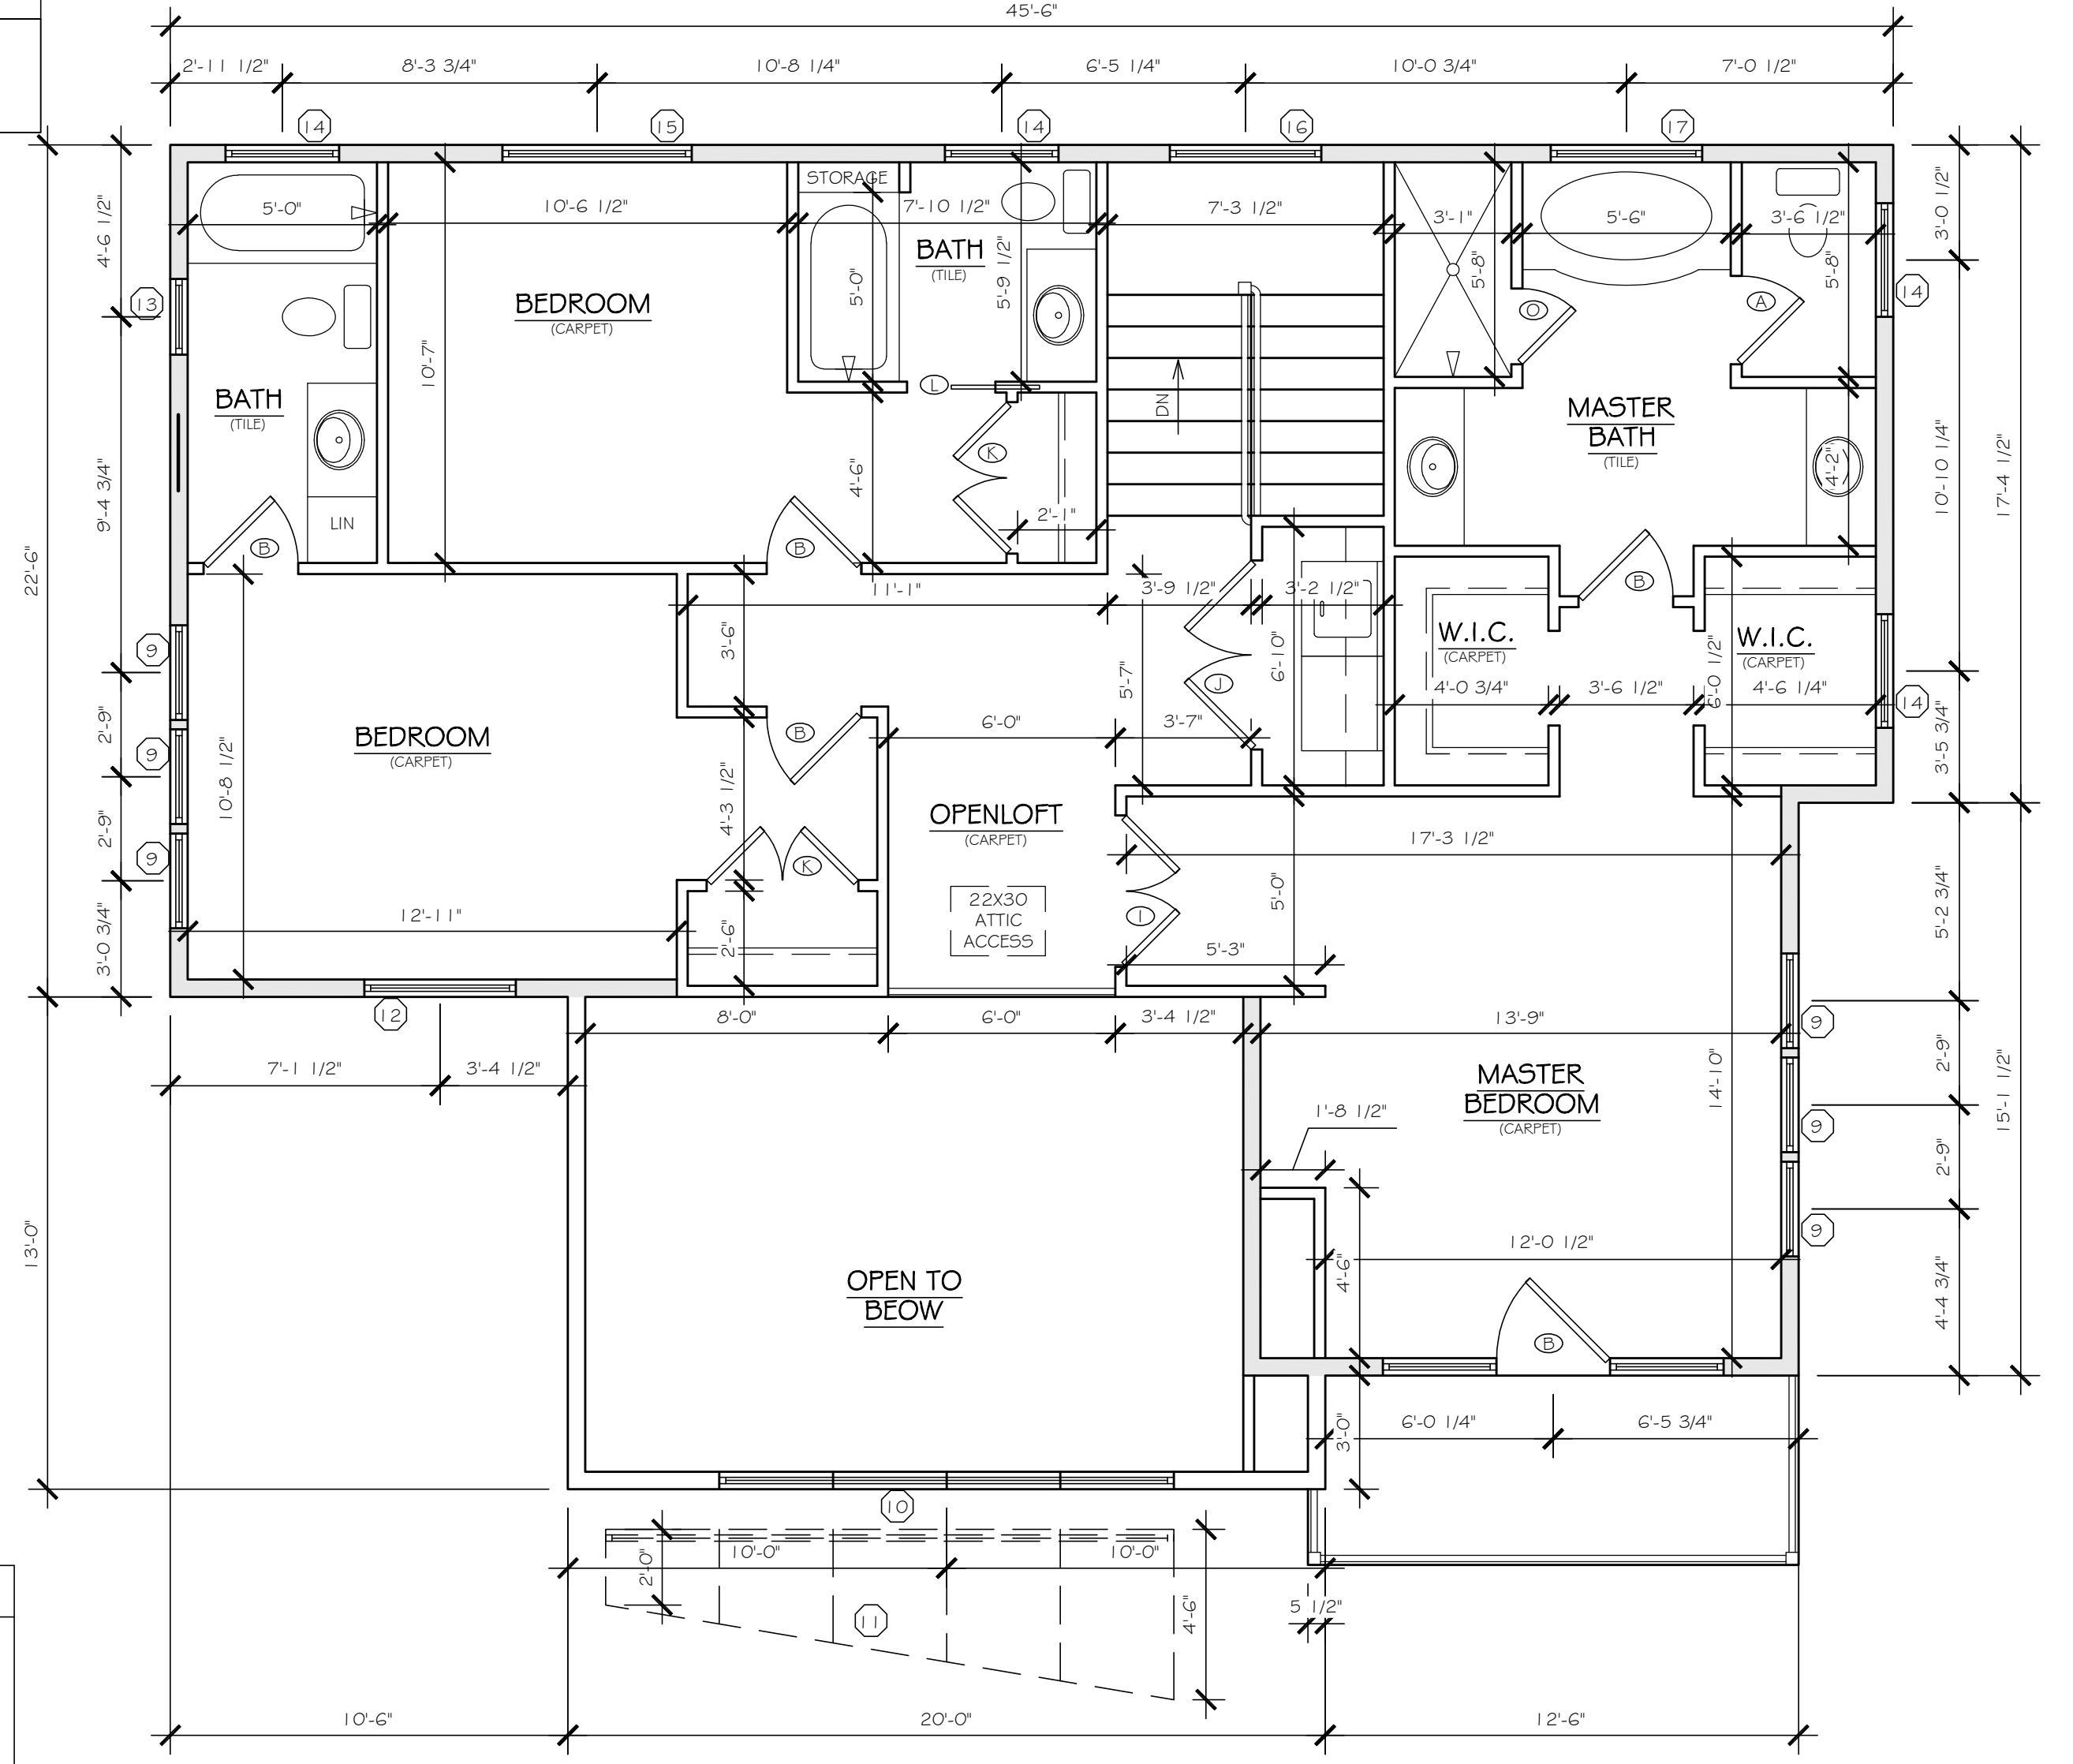 45'-6"
2'-11 1/2" 8'-3 3/4" 10'-8 1/4" 6'-5 1/4" 10'-0 3/4" 7'-0 1/2"
14 15 14 16 17
STORAGE
5'-0" 10'-6 1/2" 7'-10 1/2" 7'-3 1/2" 3'-1" 5'-6" 3'-6 1/2"
4'-6 1/2"
3'-0 1/2"
BATH
(TILE)
5'-9 1/2"
5'-0"
5'-8"
5'-8"
BEDROOM
(CARPET)
13
O
A
14
10'-7"
BATH
(TILE)
L
DN
MASTER
BATH
(TILE)
K
4'-6"
4'-2"
9'-4 3/4"
10'-10 1/4"
17'-4 1/2"
2'-1"
LIN
B
B
22'-6"
11'-1"
3'-9 1/2"
3'-2 1/2"
B
3'-6"
9
W.I.C.
(CARPET)
W.I.C.
(CARPET)
6'-10"
5'-7"
6'-0 1/2"
J
4'-0 3/4" 3'-6 1/2" 4'-6 1/4"
14
2'-9"
6'-0"
3'-7"
B
BEDROOM
(CARPET)
9
3'-5 3/4"
10'-8 1/2"
4'-3 1/2"
2'-9"
OPENLOFT
(CARPET)
17'-3 1/2"
9
K
22X30
ATTIC
ACCESS
I
5'-0"
5'-2 3/4"
12'-11"
2'-6"
3'-0 3/4"
5'-3"
12
8'-0" 6'-0" 3'-4 1/2" 13'-9"
9
7'-1 1/2" 3'-4 1/2"
2'-9"
14'-10"
MASTER
BEDROOM
(CARPET)
1'-8 1/2"
9
15'-1 1/2"
2'-9"
9
13'-0"
12'-0 1/2"
4'-6"
OPEN TO
BEOW
4'-4 3/4"
B
6'-0 1/4" 6'-5 3/4"
3'-0"
10
10'-0" 10'-0"
2'-0"
11
4'-6"
5 1/2"
10'-6" 20'-0" 12'-6"